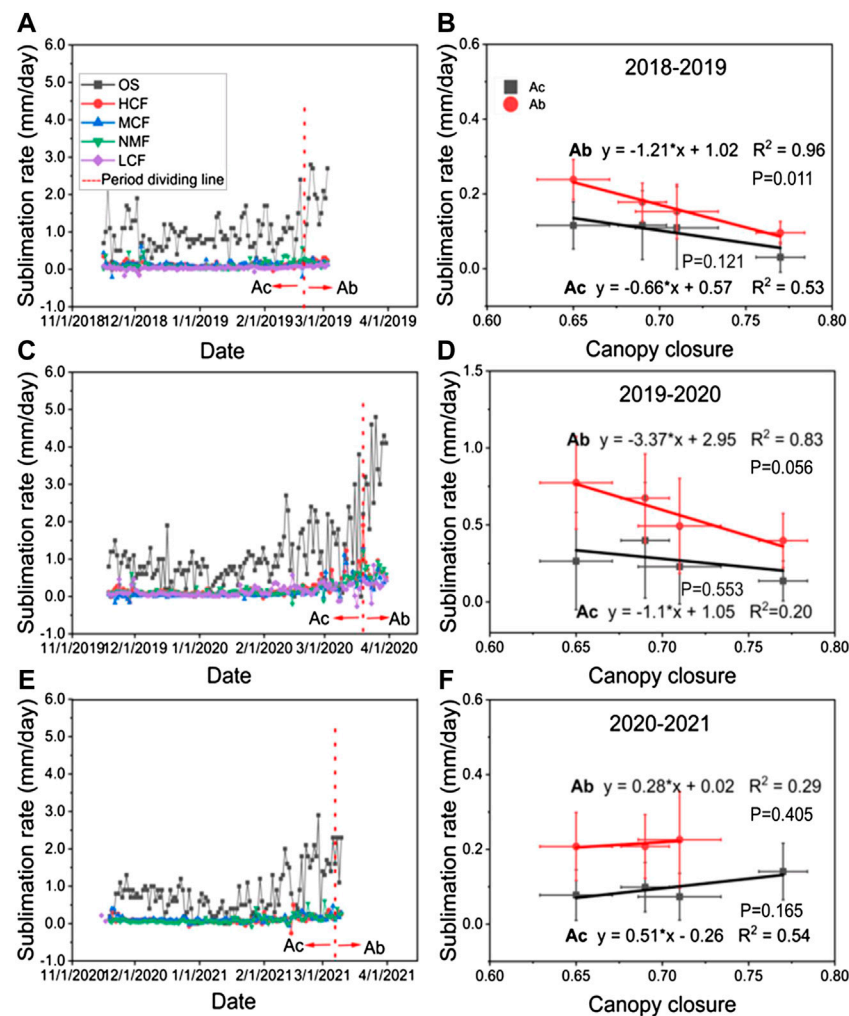 A
Sublimation rate (mm/day)
6.0
5.0
4.0
3.0
2.0
1.0
0.0
-1.0
OS
HCF
MCF
NMF
LCF
Period dividing line
Ac
Ab
11/1/2018
12/1/2018
1/1/2019
2/1/2019
3/1/2019
4/1/2019
Date
B
Sublimation rate (mm/day)
0.6
0.4
0.2
0.0
2018-2019
Ac
Ab
Ab y = -1.21*x + 1.02 R² = 0.96
P=0.011
P=0.121
Ac y = -0.66*x + 0.57 R² = 0.53
0.60
0.65
0.70
0.75
0.80
Canopy closure
C
Sublimation rate (mm/day)
6.0
5.0
4.0
3.0
2.0
1.0
0.0
-1.0
Ac
Ab
11/1/2019
12/1/2019
1/1/2020
2/1/2020
3/1/2020
4/1/2020
Date
D
Sublimation rate (mm/day)
1.5
1.0
0.5
0.0
2019-2020
Ab y = -3.37*x + 2.95 R² = 0.83
P=0.056
P=0.553
Ac y = -1.1*x + 1.05 R²=0.20
0.60
0.65
0.70
0.75
0.80
Canopy closure
E
Sublimation rate (mm/day)
6.0
5.0
4.0
3.0
2.0
1.0
0.0
-1.0
Ac
Ab
11/1/2020
12/1/2020
1/1/2021
2/1/2021
3/1/2021
4/1/2021
Date
F
Sublimation rate (mm/day)
0.6
0.4
0.2
0.0
2020-2021
Ab y = 0.28*x + 0.02 R² = 0.29
P=0.405
P=0.165
Ac y = 0.51*x - 0.26 R² = 0.54
0.60
0.65
0.70
0.75
0.80
Canopy closure